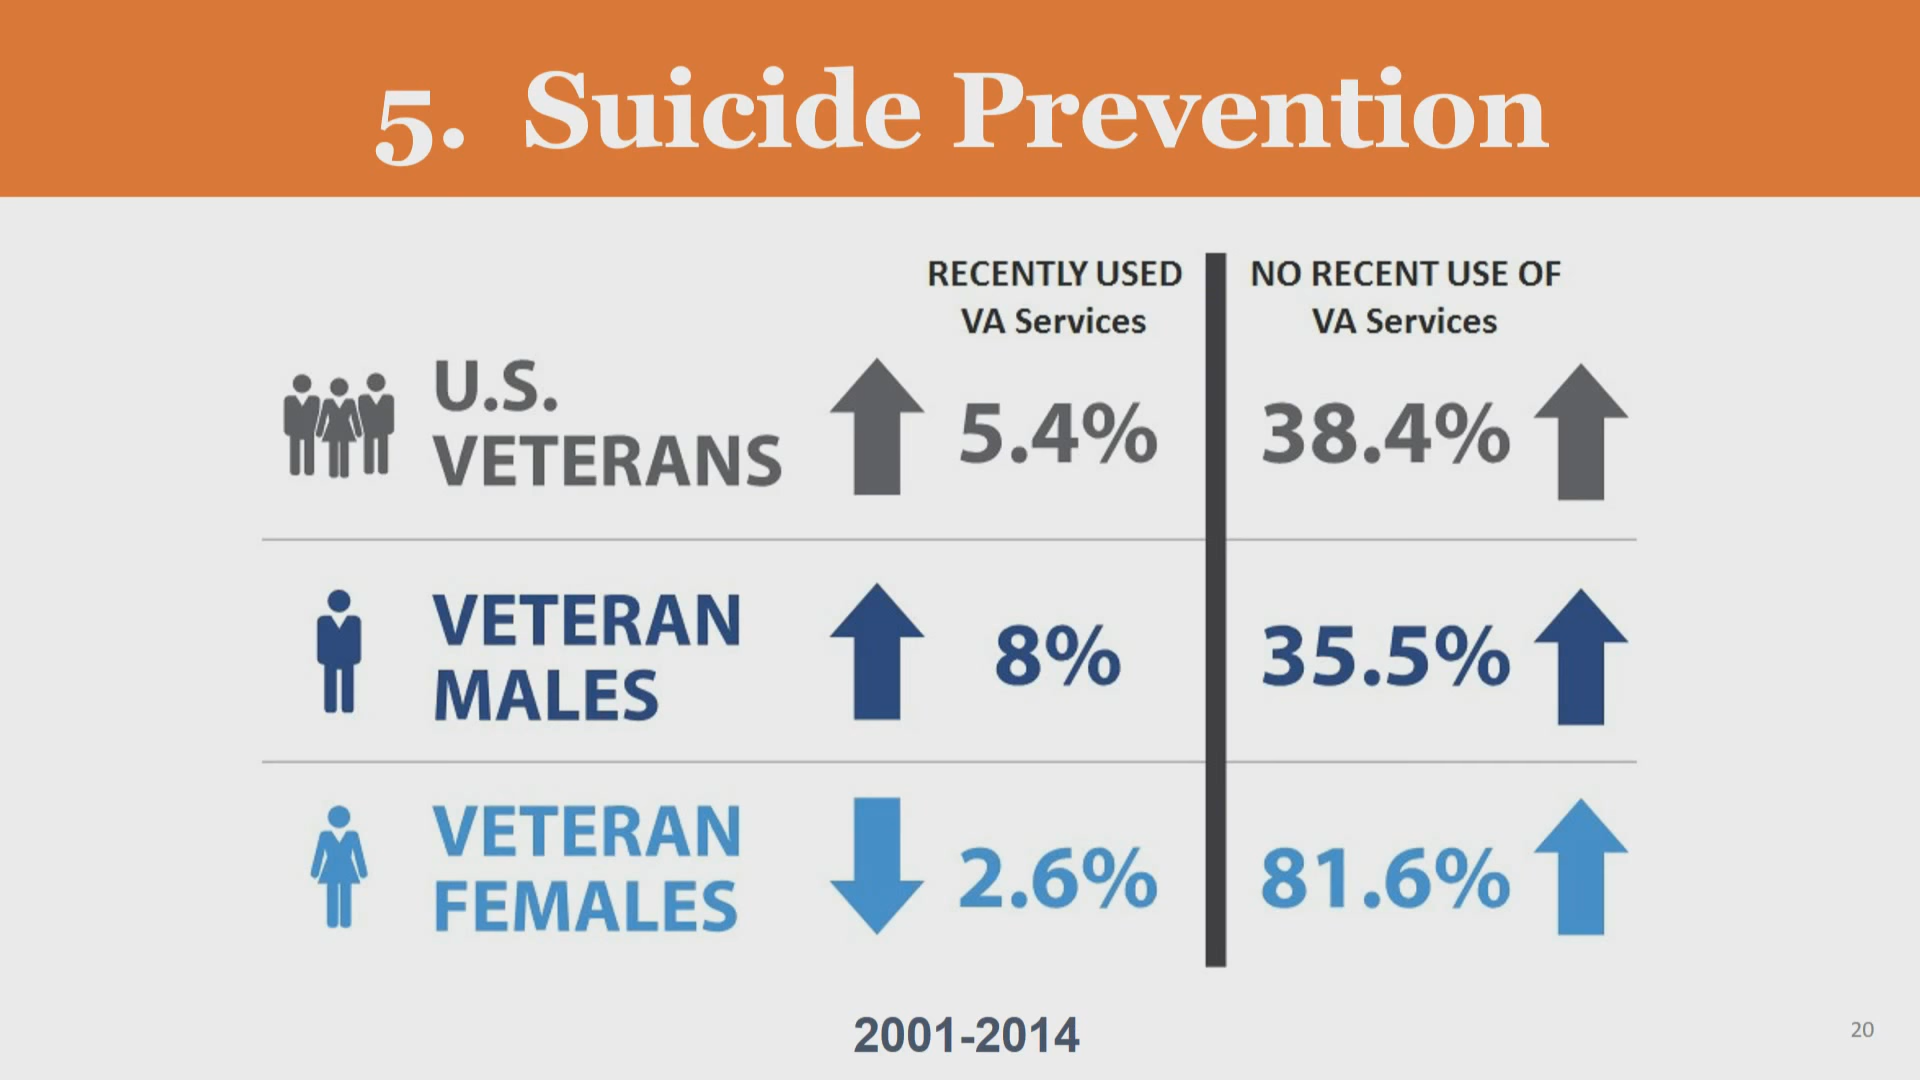 5. Suicide Prevention
RECENTLY USED
VA Services
NO RECENT USE OF
VA Services
U.S.
VETERANS
5.4%
38.4%
VETERAN
MALES
8%
35.5%
VETERAN
FEMALES
2.6%
81.6%
2001-2014
20